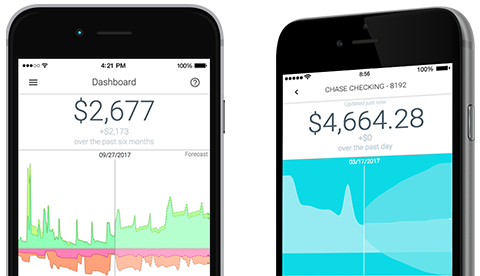 4:21 PM
100%
Dashboard
?
$2,677
+$2,173
over the past six months
09/27/2017
Forecast
8:56
100%
CHASE CHECKING - 8192
Updated just now
$4,664.28
+$0
over the past day
03/17/2017